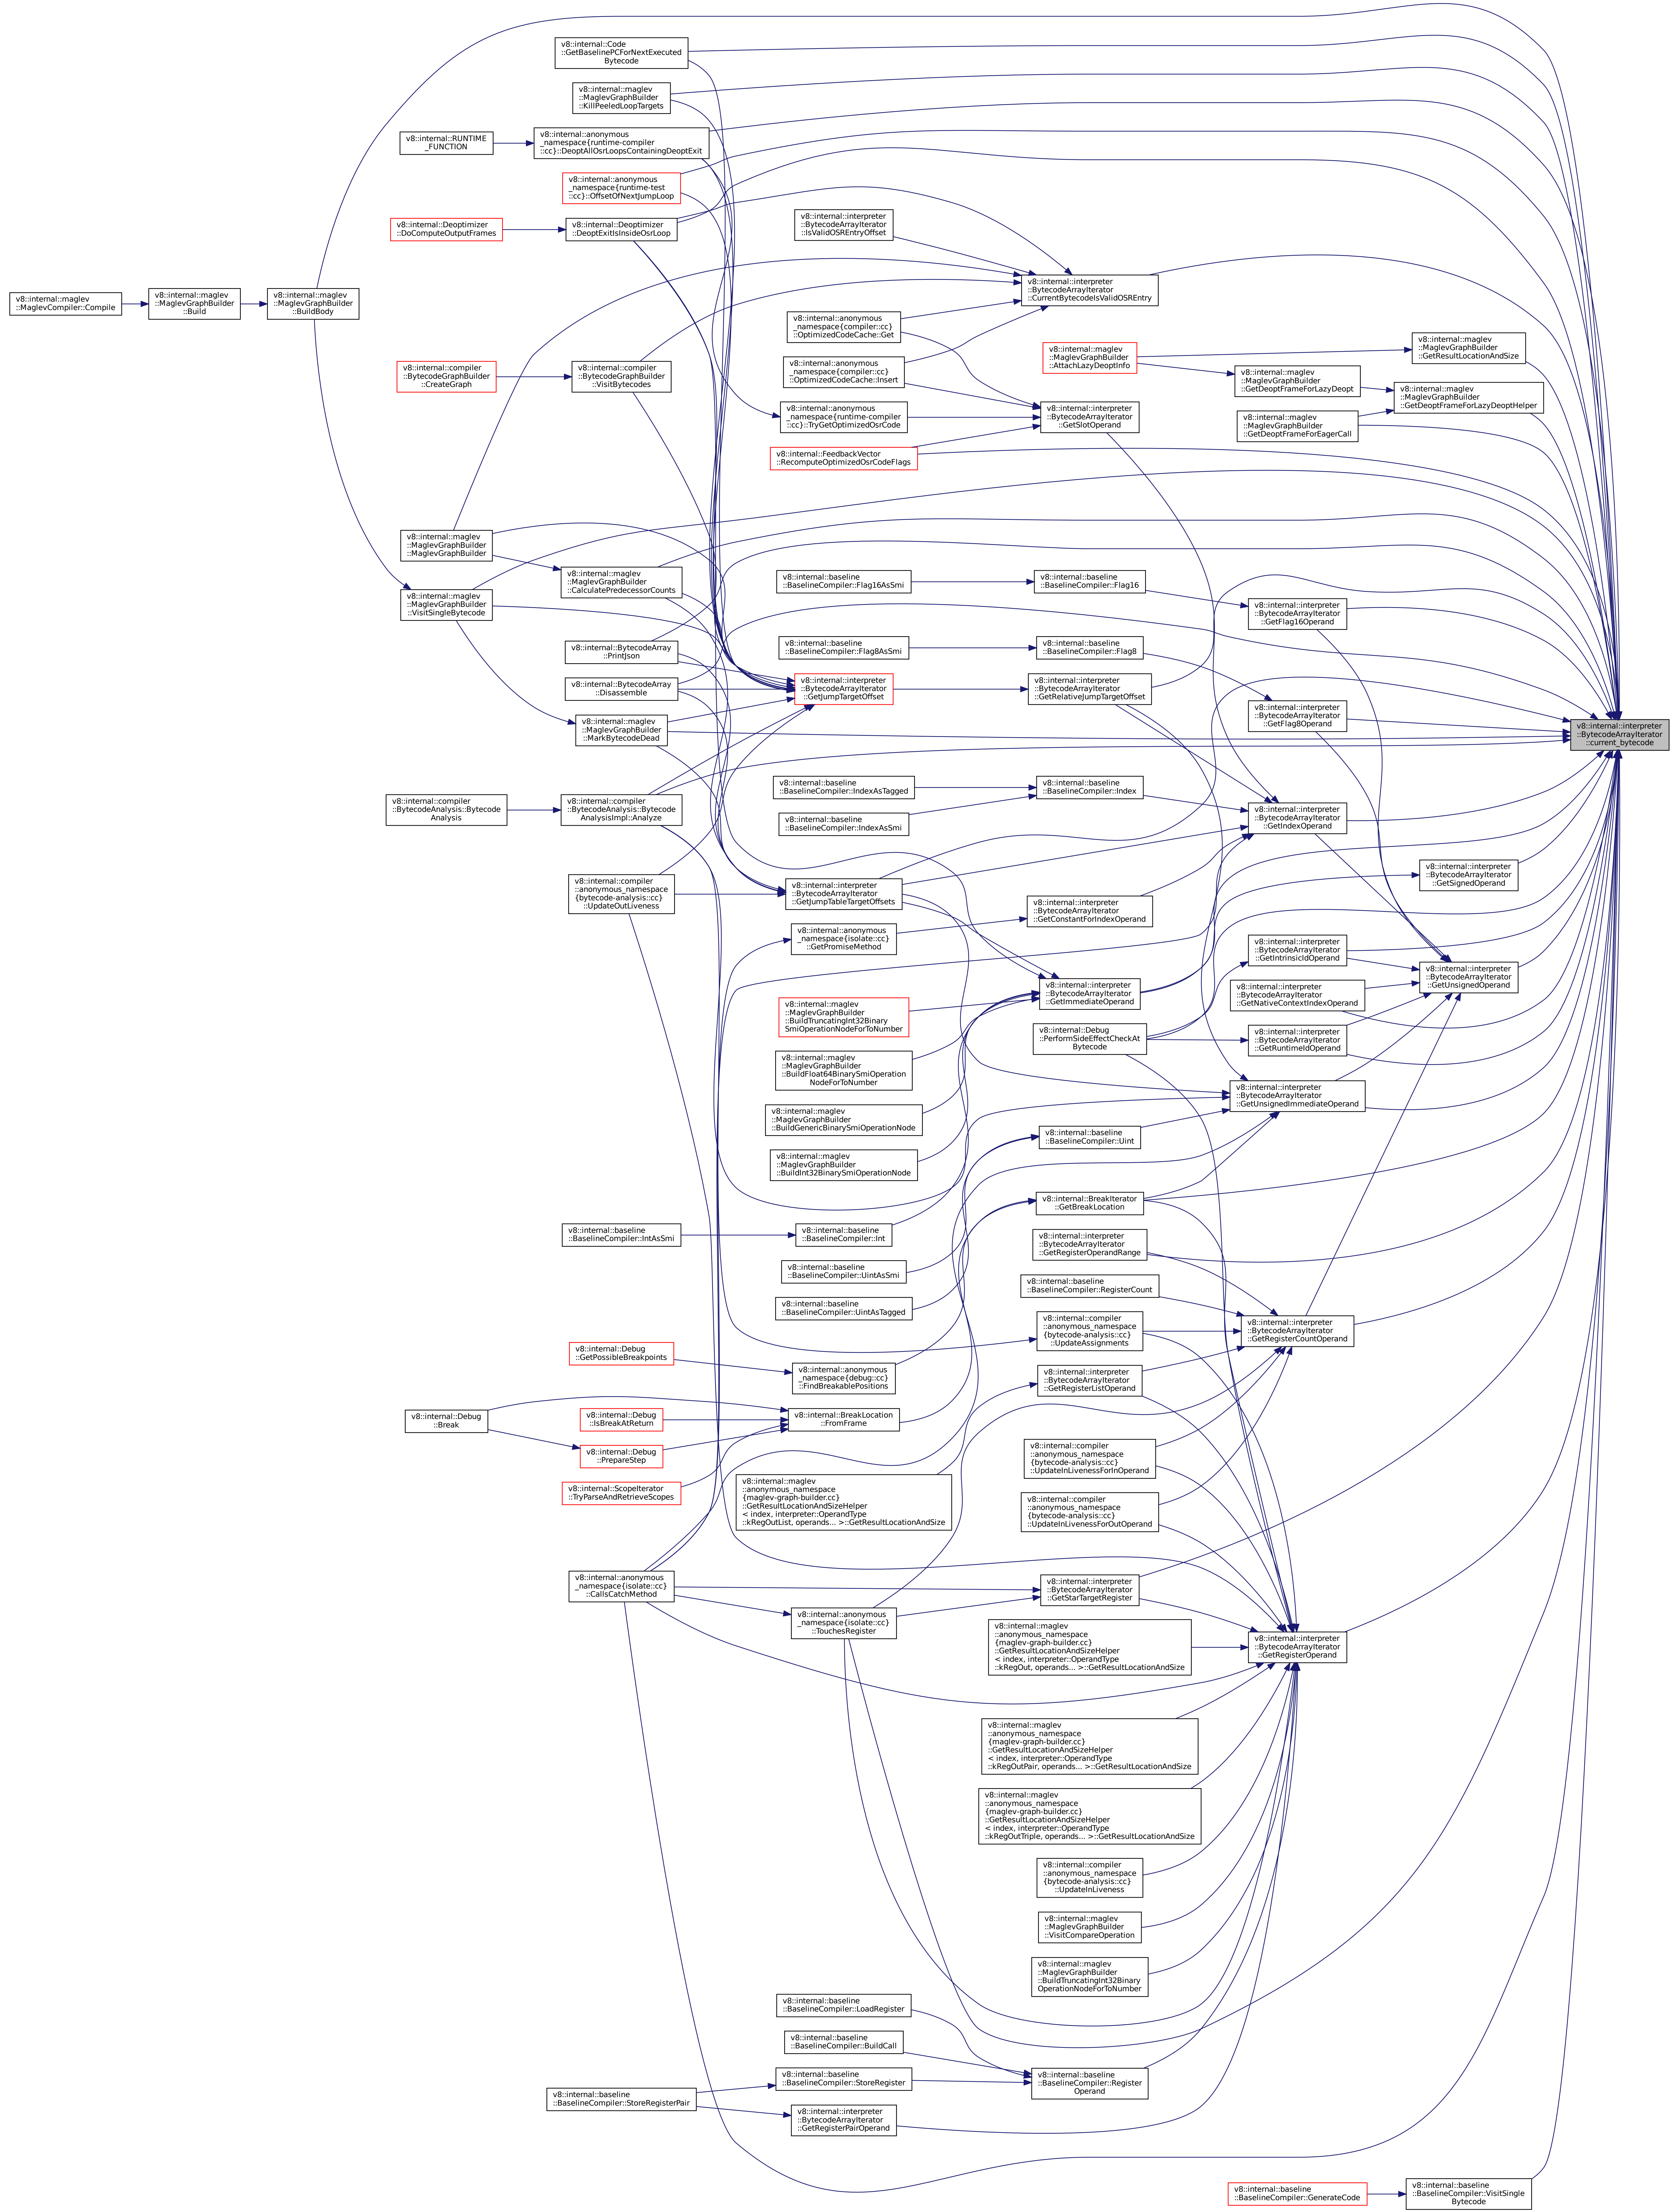 v8::internal::Code
::GetBaselinePCForNextExecuted
Bytecode
v8::internal::maglev
::MaglevGraphBuilder
::KillPeeledLoopTargets
v8::internal::RUNTIME
_FUNCTION
v8::internal::anonymous
_namespace{runtime-compiler
::cc}::DeoptAllOsrLoopsContainingDeoptExit
v8::internal::anonymous
_namespace{runtime-test
::cc}::OffsetOfNextJumpLoop
v8::internal::Deoptimizer
::DoComputeOutputFrames
v8::internal::Deoptimizer
::DeoptExitIsInsideOsrLoop
v8::internal::interpreter
::BytecodeArrayIterator
::IsValidOSREntryOffset
v8::internal::interpreter
::BytecodeArrayIterator
::CurrentBytecodeIsValidOSREntry
v8::internal::maglev
::MaglevCompiler::Compile
v8::internal::maglev
::MaglevGraphBuilder
::Build
v8::internal::maglev
::MaglevGraphBuilder
::BuildBody
v8::internal::anonymous
_namespace{compiler::cc}
::OptimizedCodeCache::Get
v8::internal::maglev
::MaglevGraphBuilder
::GetResultLocationAndSize
v8::internal::maglev
::MaglevGraphBuilder
::AttachLazyDeoptInfo
v8::internal::compiler
::BytecodeGraphBuilder
::CreateGraph
v8::internal::compiler
::BytecodeGraphBuilder
::VisitBytecodes
v8::internal::anonymous
_namespace{compiler::cc}
::OptimizedCodeCache::Insert
v8::internal::maglev
::MaglevGraphBuilder
::GetDeoptFrameForLazyDeopt
v8::internal::maglev
::MaglevGraphBuilder
::GetDeoptFrameForLazyDeoptHelper
v8::internal::anonymous
_namespace{runtime-compiler
::cc}::TryGetOptimizedOsrCode
v8::internal::interpreter
::BytecodeArrayIterator
::GetSlotOperand
v8::internal::maglev
::MaglevGraphBuilder
::GetDeoptFrameForEagerCall
v8::internal::FeedbackVector
::RecomputeOptimizedOsrCodeFlags
v8::internal::maglev
::MaglevGraphBuilder
::MaglevGraphBuilder
v8::internal::maglev
::MaglevGraphBuilder
::CalculatePredecessorCounts
v8::internal::baseline
::BaselineCompiler::Flag16AsSmi
v8::internal::baseline
::BaselineCompiler::Flag16
v8::internal::maglev
::MaglevGraphBuilder
::VisitSingleBytecode
v8::internal::interpreter
::BytecodeArrayIterator
::GetFlag16Operand
v8::internal::BytecodeArray
::PrintJson
v8::internal::baseline
::BaselineCompiler::Flag8AsSmi
v8::internal::baseline
::BaselineCompiler::Flag8
v8::internal::BytecodeArray
::Disassemble
v8::internal::interpreter
::BytecodeArrayIterator
::GetJumpTargetOffset
v8::internal::interpreter
::BytecodeArrayIterator
::GetRelativeJumpTargetOffset
v8::internal::maglev
::MaglevGraphBuilder
::MarkBytecodeDead
v8::internal::interpreter
::BytecodeArrayIterator
::GetFlag8Operand
v8::internal::interpreter
::BytecodeArrayIterator
::current_bytecode
v8::internal::compiler
::BytecodeAnalysis::Bytecode
Analysis
v8::internal::compiler
::BytecodeAnalysis::Bytecode
AnalysisImpl::Analyze
v8::internal::baseline
::BaselineCompiler::IndexAsTagged
v8::internal::baseline
::BaselineCompiler::Index
v8::internal::baseline
::BaselineCompiler::IndexAsSmi
v8::internal::interpreter
::BytecodeArrayIterator
::GetIndexOperand
v8::internal::compiler
::anonymous_namespace
{bytecode-analysis::cc}
::UpdateOutLiveness
v8::internal::interpreter
::BytecodeArrayIterator
::GetJumpTableTargetOffsets
v8::internal::interpreter
::BytecodeArrayIterator
::GetSignedOperand
v8::internal::interpreter
::BytecodeArrayIterator
::GetConstantForIndexOperand
v8::internal::anonymous
_namespace{isolate::cc}
::GetPromiseMethod
v8::internal::interpreter
::BytecodeArrayIterator
::GetIntrinsicIdOperand
v8::internal::interpreter
::BytecodeArrayIterator
::GetUnsignedOperand
v8::internal::interpreter
::BytecodeArrayIterator
::GetImmediateOperand
v8::internal::interpreter
::BytecodeArrayIterator
::GetNativeContextIndexOperand
v8::internal::maglev
::MaglevGraphBuilder
::BuildTruncatingInt32Binary
SmiOperationNodeForToNumber
v8::internal::Debug
::PerformSideEffectCheckAt
Bytecode
v8::internal::interpreter
::BytecodeArrayIterator
::GetRuntimeIdOperand
v8::internal::maglev
::MaglevGraphBuilder
::BuildFloat64BinarySmiOperation
NodeForToNumber
v8::internal::interpreter
::BytecodeArrayIterator
::GetUnsignedImmediateOperand
v8::internal::maglev
::MaglevGraphBuilder
::BuildGenericBinarySmiOperationNode
v8::internal::baseline
::BaselineCompiler::Uint
v8::internal::maglev
::MaglevGraphBuilder
::BuildInt32BinarySmiOperationNode
v8::internal::BreakIterator
::GetBreakLocation
v8::internal::baseline
::BaselineCompiler::IntAsSmi
v8::internal::baseline
::BaselineCompiler::Int
v8::internal::interpreter
::BytecodeArrayIterator
::GetRegisterOperandRange
v8::internal::baseline
::BaselineCompiler::UintAsSmi
v8::internal::baseline
::BaselineCompiler::RegisterCount
v8::internal::baseline
::BaselineCompiler::UintAsTagged
v8::internal::compiler
::anonymous_namespace
{bytecode-analysis::cc}
::UpdateAssignments
v8::internal::interpreter
::BytecodeArrayIterator
::GetRegisterCountOperand
v8::internal::Debug
::GetPossibleBreakpoints
v8::internal::anonymous
_namespace{debug::cc}
::FindBreakablePositions
v8::internal::interpreter
::BytecodeArrayIterator
::GetRegisterListOperand
v8::internal::Debug
::Break
v8::internal::Debug
::IsBreakAtReturn
v8::internal::BreakLocation
::FromFrame
v8::internal::Debug
::PrepareStep
v8::internal::compiler
::anonymous_namespace
{bytecode-analysis::cc}
::UpdateInLivenessForInOperand
v8::internal::ScopeIterator
::TryParseAndRetrieveScopes
v8::internal::maglev
::anonymous_namespace
{maglev-graph-builder.cc}
::GetResultLocationAndSizeHelper
< index, interpreter::OperandType
::kRegOutList, operands... >::GetResultLocationAndSize
v8::internal::compiler
::anonymous_namespace
{bytecode-analysis::cc}
::UpdateInLivenessForOutOperand
v8::internal::anonymous
_namespace{isolate::cc}
::CallsCatchMethod
v8::internal::interpreter
::BytecodeArrayIterator
::GetStarTargetRegister
v8::internal::anonymous
_namespace{isolate::cc}
::TouchesRegister
v8::internal::maglev
::anonymous_namespace
{maglev-graph-builder.cc}
::GetResultLocationAndSizeHelper
< index, interpreter::OperandType
::kRegOut, operands... >::GetResultLocationAndSize
v8::internal::interpreter
::BytecodeArrayIterator
::GetRegisterOperand
v8::internal::maglev
::anonymous_namespace
{maglev-graph-builder.cc}
::GetResultLocationAndSizeHelper
< index, interpreter::OperandType
::kRegOutPair, operands... >::GetResultLocationAndSize
v8::internal::maglev
::anonymous_namespace
{maglev-graph-builder.cc}
::GetResultLocationAndSizeHelper
< index, interpreter::OperandType
::kRegOutTriple, operands... >::GetResultLocationAndSize
v8::internal::compiler
::anonymous_namespace
{bytecode-analysis::cc}
::UpdateInLiveness
v8::internal::maglev
::MaglevGraphBuilder
::VisitCompareOperation
v8::internal::maglev
::MaglevGraphBuilder
::BuildTruncatingInt32Binary
OperationNodeForToNumber
v8::internal::baseline
::BaselineCompiler::LoadRegister
v8::internal::baseline
::BaselineCompiler::BuildCall
v8::internal::baseline
::BaselineCompiler::StoreRegister
v8::internal::baseline
::BaselineCompiler::Register
Operand
v8::internal::baseline
::BaselineCompiler::StoreRegisterPair
v8::internal::interpreter
::BytecodeArrayIterator
::GetRegisterPairOperand
v8::internal::baseline
::BaselineCompiler::GenerateCode
v8::internal::baseline
::BaselineCompiler::VisitSingle
Bytecode